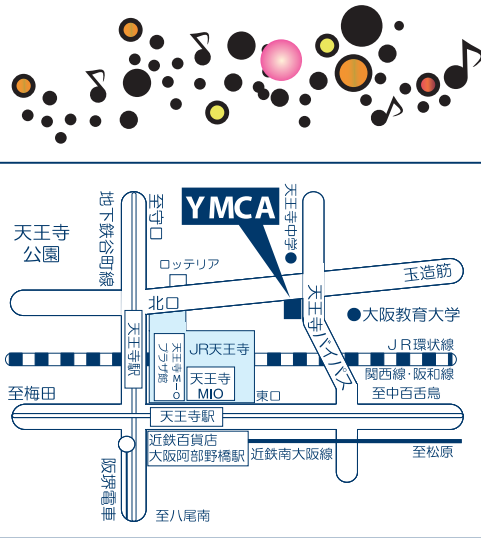 地下鉄谷町線
至守口
YMCA
天王寺中学
天王寺
公園
ロッテリア
玉造筋
北口
天王寺バイパス
大阪教育大学
天王寺駅
天王寺MIO
プラザ館
JR天王寺
天王寺
MIO
JR環状線
関西線・阪和線
至梅田
東口
至中百舌鳥
天王寺駅
近鉄百貨店
大阪阿部野橋駅
近鉄南大阪線
至松原
阪堺電車
至八尾南